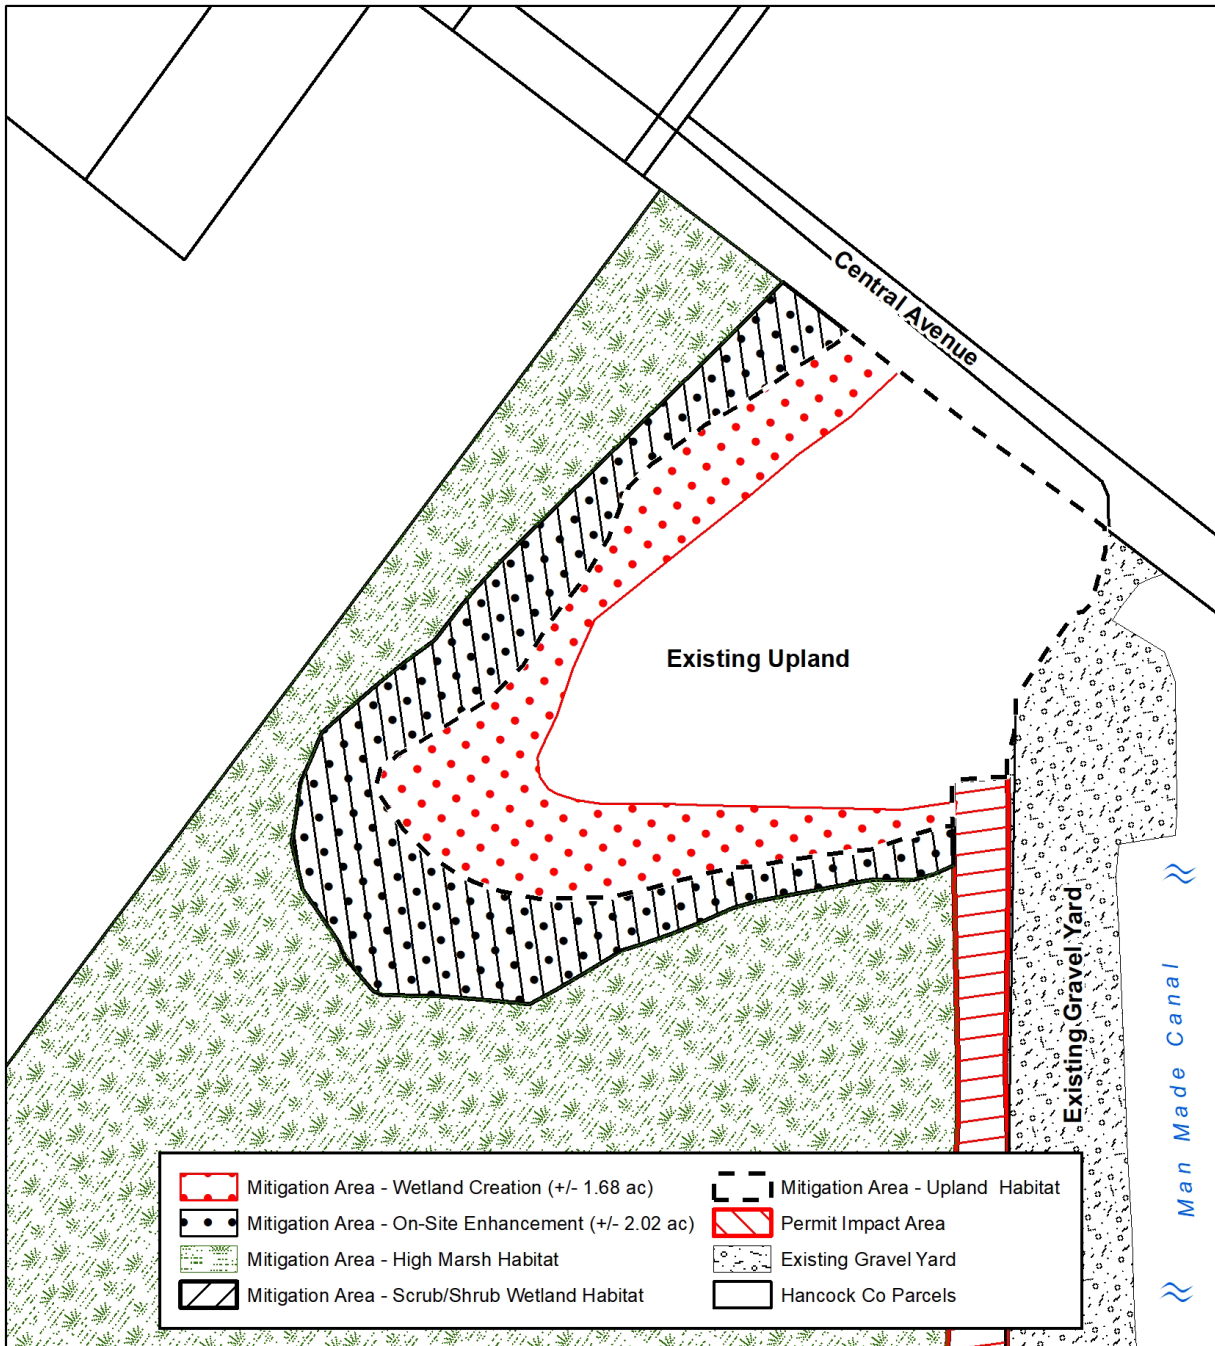 Central Avenue
Existing Upland
Existing Gravel Yard
Man Made Canal
Mitigation Area - Wetland Creation (+/- 1.68 ac)
Mitigation Area - On-Site Enhancement (+/- 2.02 ac)
Mitigation Area - High Marsh Habitat
Mitigation Area - Scrub/Shrub Wetland Habitat
Mitigation Area - Upland Habitat
Permit Impact Area
Existing Gravel Yard
Hancock Co Parcels